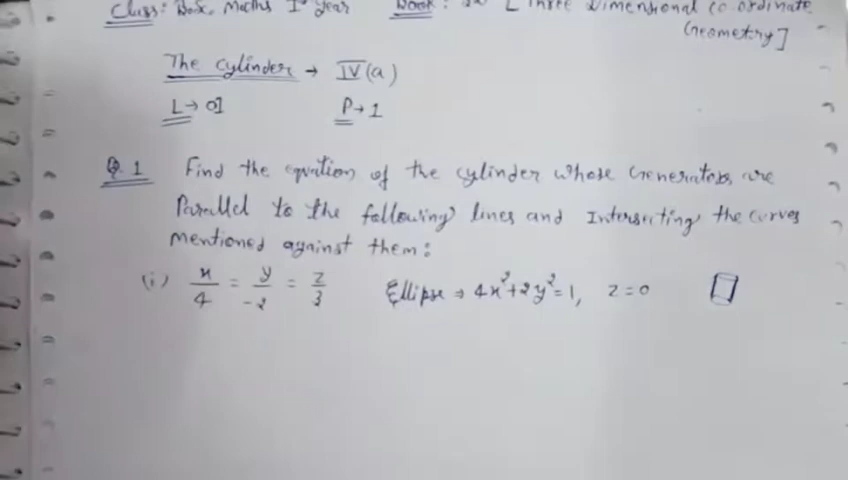 Class: Bsc, Maths Ist year Book: [Three Dimensional Co-ordinate
Geometry]
The cylinder → IV(a)
L→01 P→1
Q.1 Find the equation of the cylinder whose Generators are
Parallel to the following lines and Intersecting the curves
mentioned against them:
(i) x/4 = y/-2 = z/3 Ellipse → 4x²+2y²=1, z=0